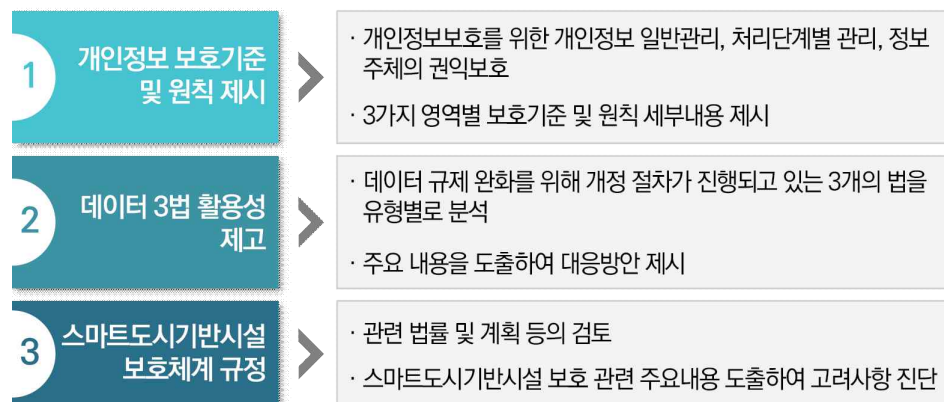 1
개인정보 보호기준
및 원칙 제시
· 개인정보보호를 위한 개인정보 일반관리, 처리단계별 관리, 정보
주체의 권익보호
· 3가지 영역별 보호기준 및 원칙 세부내용 제시
2
데이터 3법 활용성
제고
· 데이터 규제 완화를 위해 개정 절차가 진행되고 있는 3개의 법을
유형별로 분석
· 주요 내용을 도출하여 대응방안 제시
3
스마트도시기반시설
보호체계 규정
· 관련 법률 및 계획 등의 검토
· 스마트도시기반시설 보호 관련 주요내용 도출하여 고려사항 진단